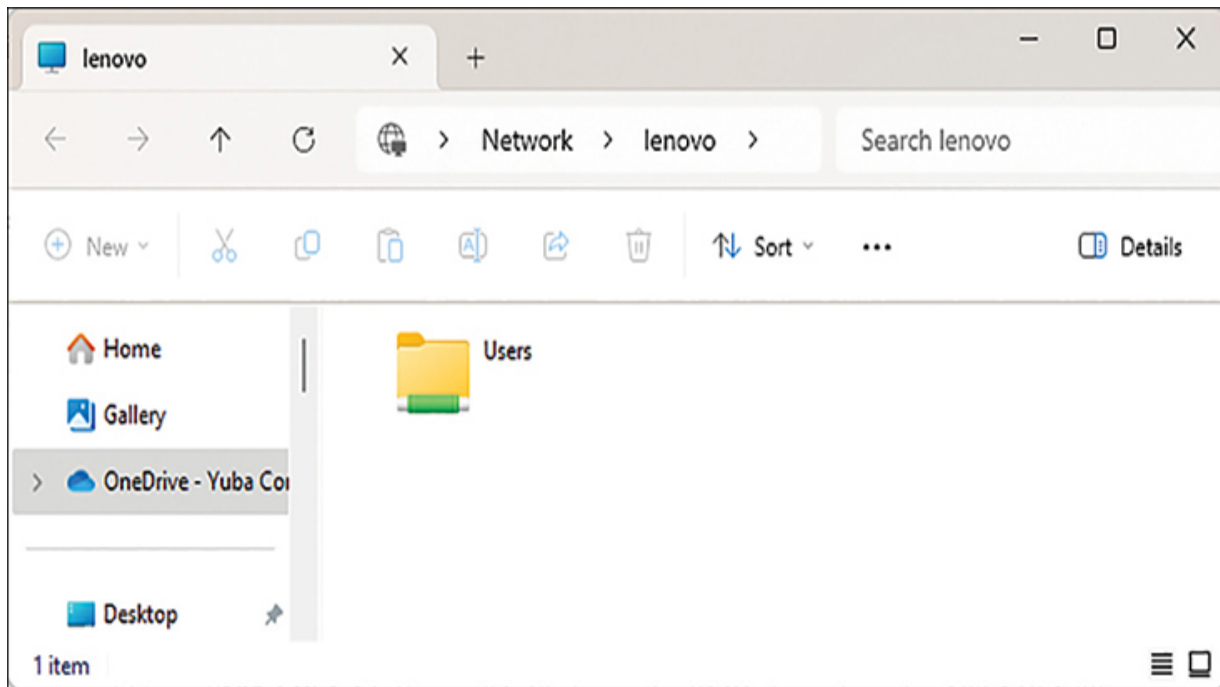 lenovo
Network lenovo Search lenovo
New Sort Details
Home
Gallery
OneDrive - Yuba Co
Desktop
Users
1 item